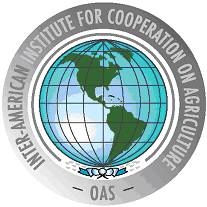 INTER-AMERICAN INSTITUTE FOR COOPERATION ON AGRICULTURE
- OAS -